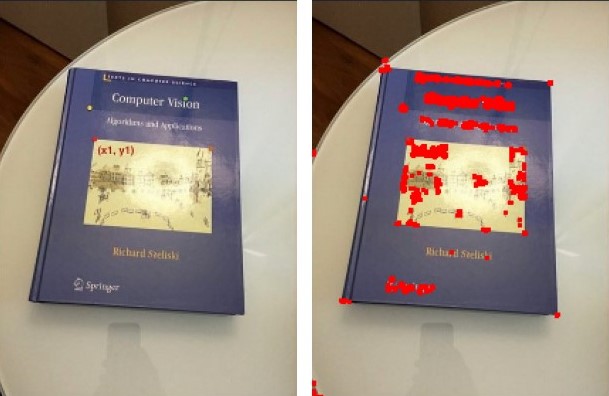 TEXTS IN COMPUTER SCIENCE
Computer Vision
Algorithms and Applications
(x1, y1)
Richard Szeliski
Springer
Richard Szeliski